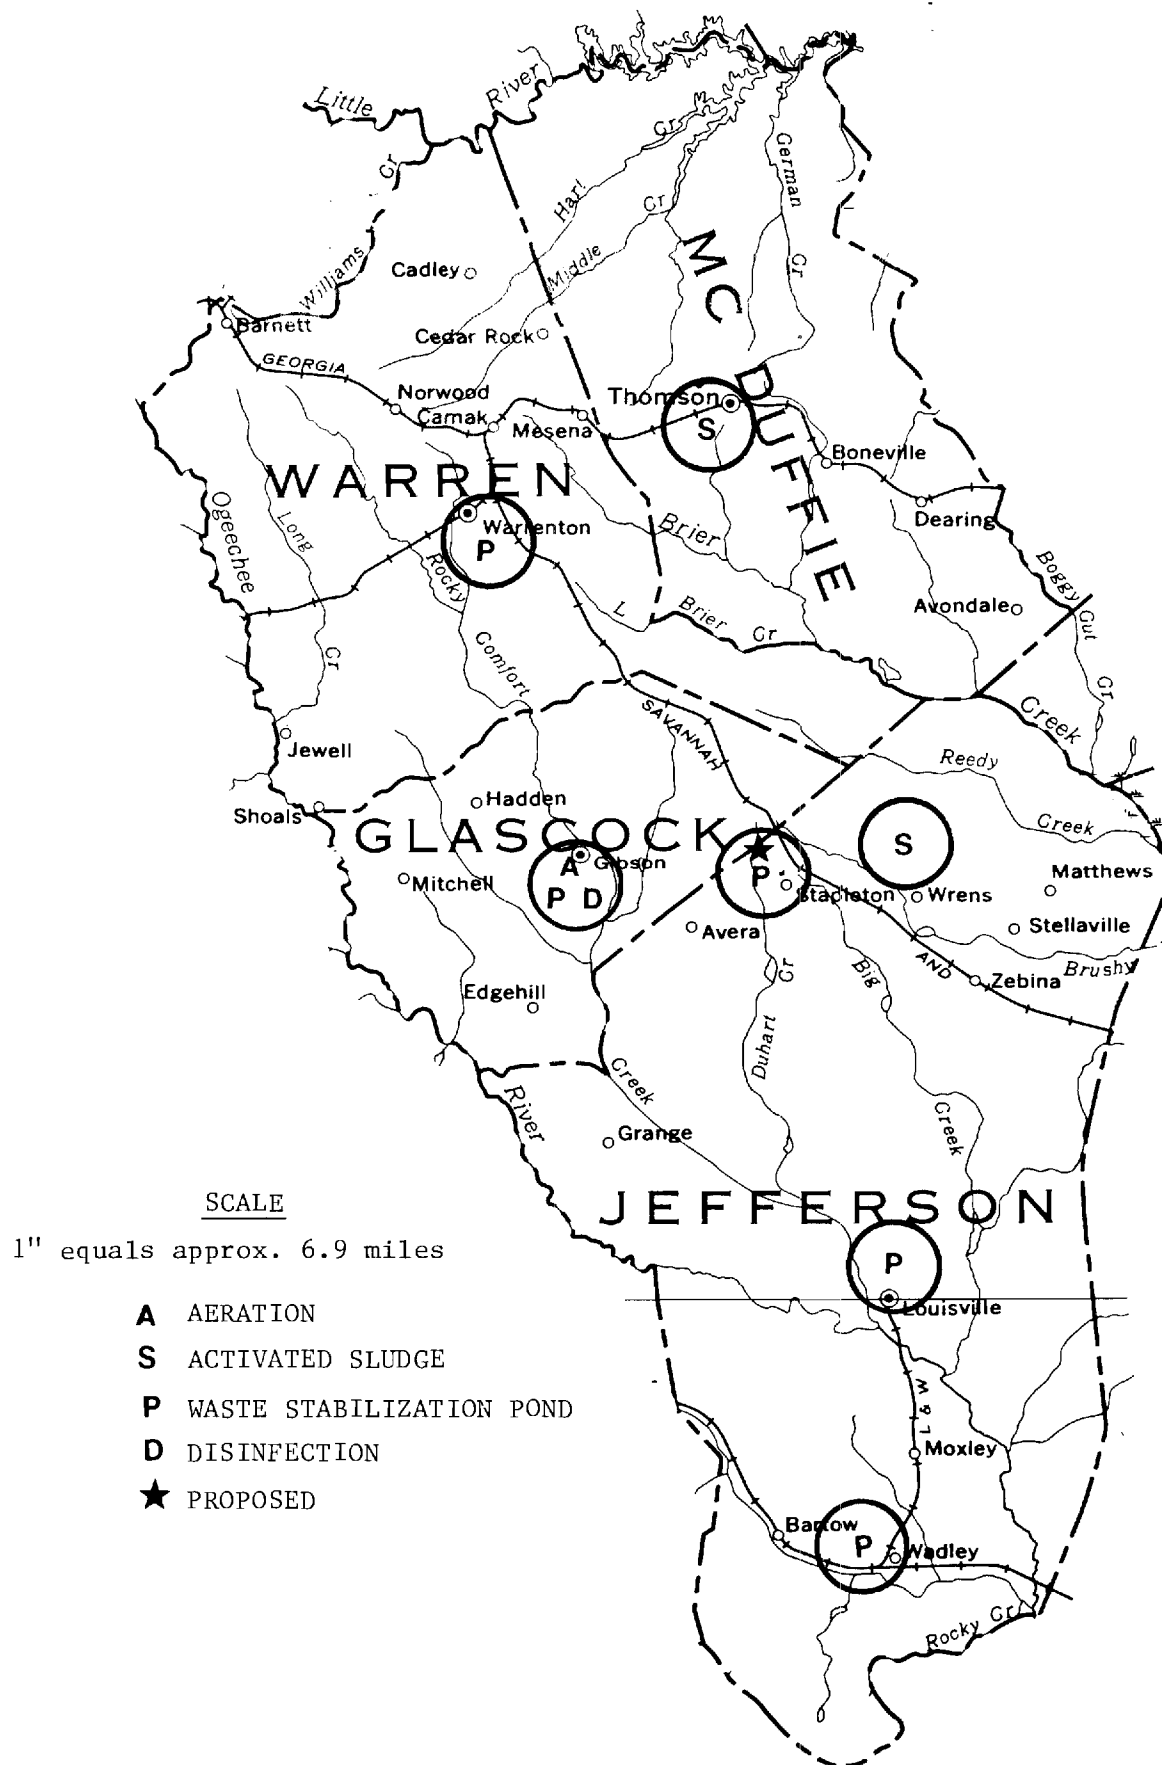 Little
River
Cr
Cr
German
Hart
Cr
Middle
Cr
MC DUFFIE
Cadley
Williams
Barnett
Cedar Rock
GEORGIA
Norwood
Camak
Mesena
Thomson
S
Boneville
WARREN
Dearing
Ogeechee
Long
Warrenton
P
Brier
Rocky
Boggy Gut
L
Brier
Cr
Avondale
Cr
Comfort
Cr
Creek
SAVANNAH
Jewell
Reedy
Hadden
Shoals
GLASCOCK
Creek
S
A
Gibson
P D
★
P
Mitchell
Stapleton
Wrens
Matthews
Avera
Stellaville
Cr
Big
AND
Zebina
Brushy
Edgehill
Duhart
Creek
River
Creek
Grange
JEFFERSON
SCALE
1" equals approx. 6.9 miles
P
Louisville
A AERATION
S ACTIVATED SLUDGE
P WASTE STABILIZATION POND
D DISINFECTION
★ PROPOSED
W & L
Moxley
Bartow
P
Wadley
Rocky Cr